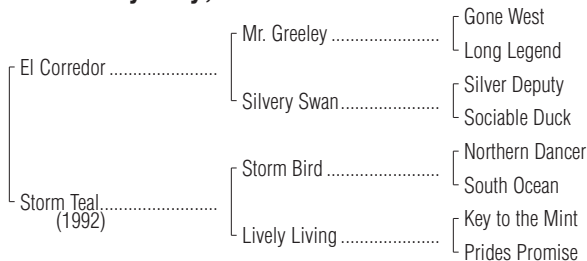 Gone West
Mr. Greeley ......................
Long Legend
El Corredor ......................
Silver Deputy
Silvery Swan ....................
Sociable Duck
Northern Dancer
Storm Bird .......................
South Ocean
Storm Teal........................
(1992)
Key to the Mint
Lively Living ....................
Prides Promise